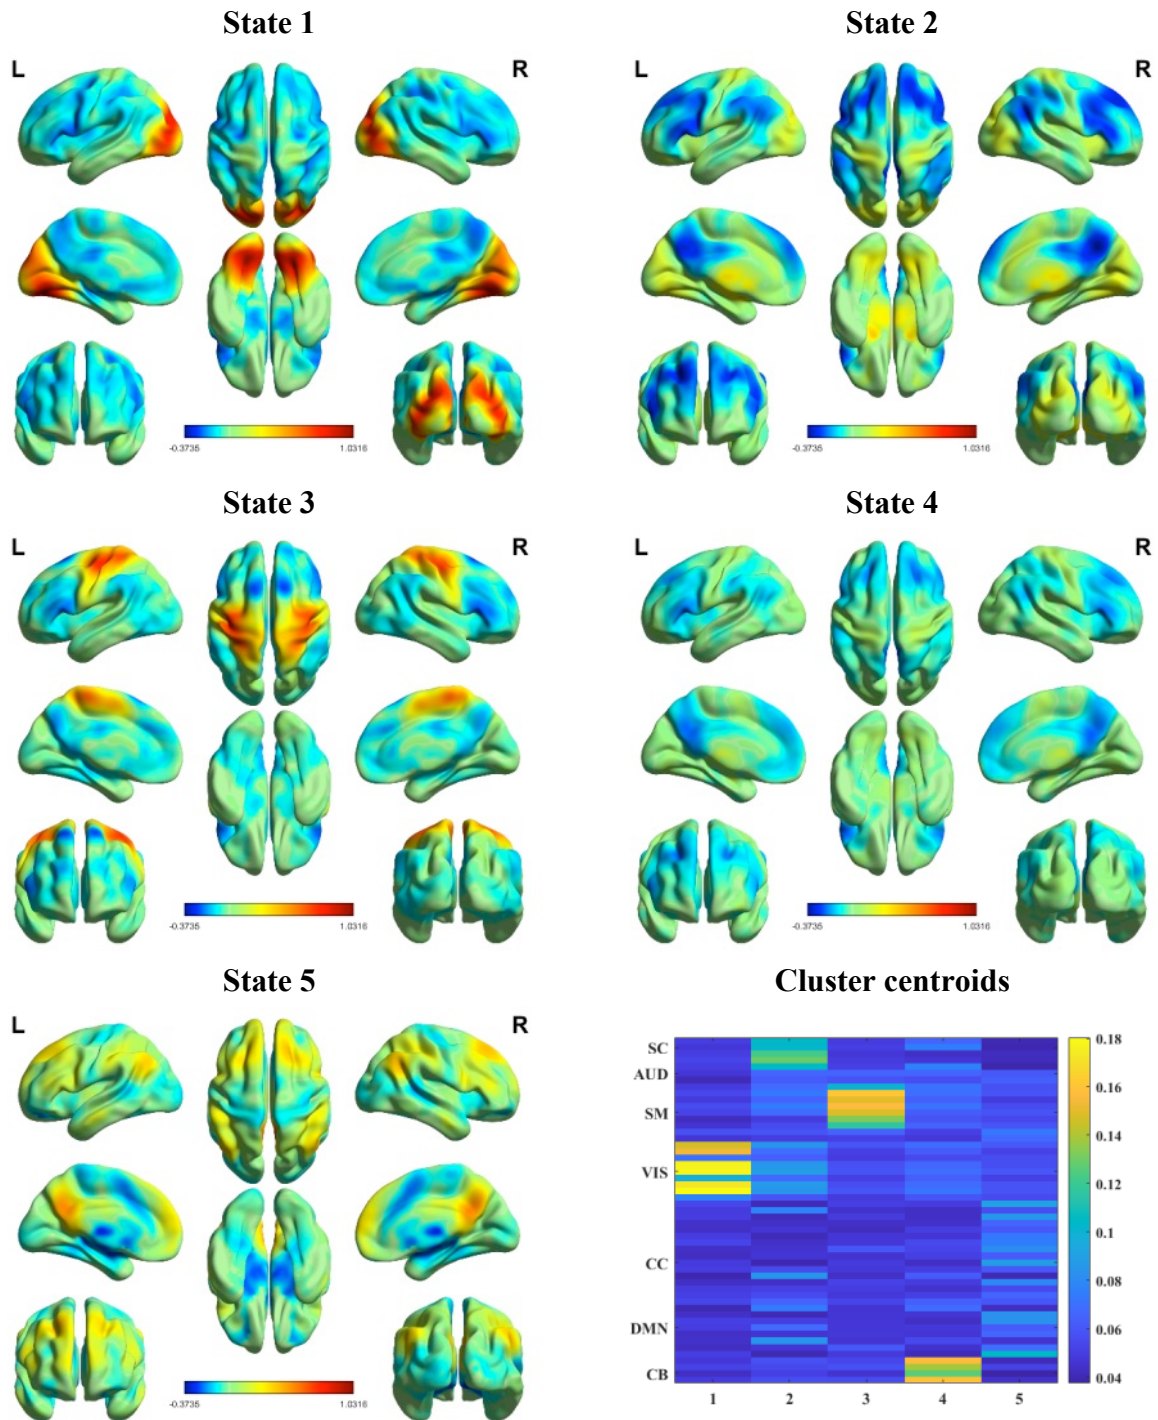 State 1
State 2
L
R
L
R
-0.3735
1.0316
-0.3735
1.0316
State 3
State 4
L
R
L
R
-0.3735
1.0316
-0.3735
1.0316
State 5
Cluster centroids
L
R
-0.3735
1.0316
SC
AUD
SM
VIS
CC
DMN
CB
1
2
3
4
5
0.18
0.16
0.14
0.12
0.1
0.08
0.06
0.04